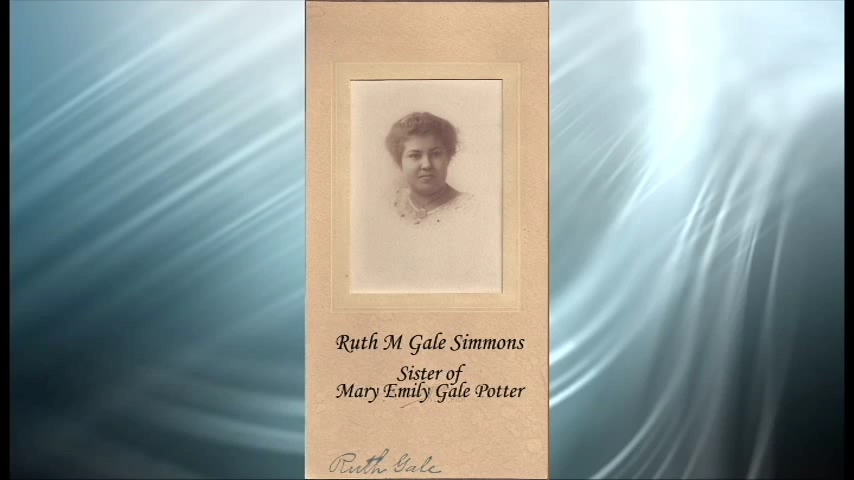 Ruth M Gale Simmons
Sister of
Mary Emily Gale Potter
Ruth Gale